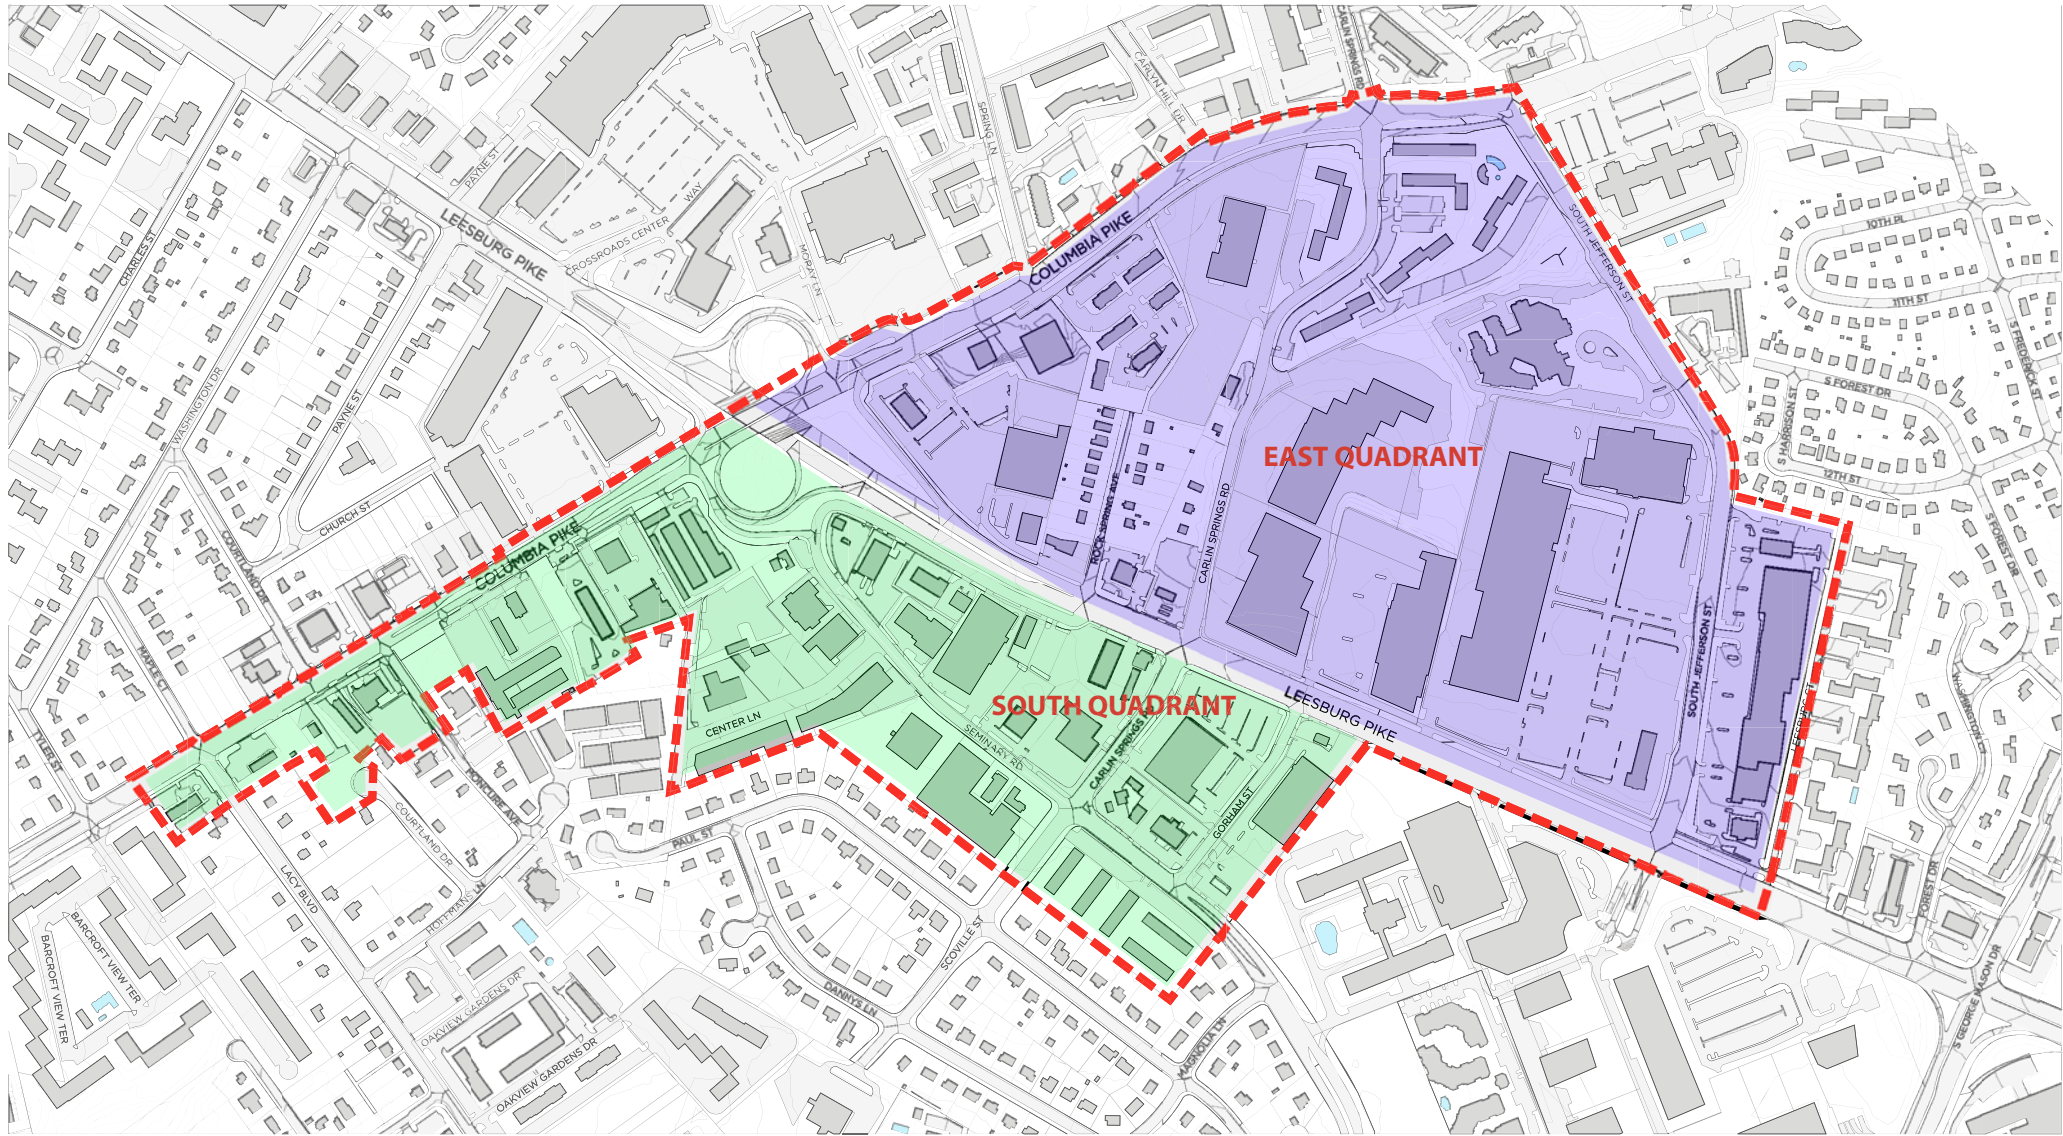 CARLIN SPRINGS RD
CARLYN HILL DR
SPRING LN
PAYNE ST
WAY
CROSSROADS CENTER
LEESBURG PIKE
MORAY LN
COLUMBIA PIKE
SOUTH JEFFERSON ST
10TH PL
11TH ST
S FREDERICK ST
CHARLES ST
WASHINGTON DR
PAYNE ST
S FOREST DR
S HARRISON ST
12TH ST
EAST QUADRANT
CHURCH ST
COURTLAND DR
COLUMBIA PIKE
ROCK SPRING AVE
CARLIN SPRINGS RD
S FOREST DR
MAPLE CT
TYLER ST
SOUTH JEFFERSON ST
WASHINGTON
LEESBURG PIKE
SOUTH QUADRANT
CENTER LN
SEMINARY RD
CARLIN SPRINGS
GORHAM ST
MONCURE AVE
COURTLAND DR
PAUL ST
LACY BLVD
HOFFMANS LN
FOREST DR
BARCROFT VIEW TER
BARCROFT VIEW TER
SCOVILLE ST
DANNYS LN
OAKVIEW GARDENS DR
OAKVIEW GARDENS DR
MAGNOLIA LN
S GEORGE MASON DR